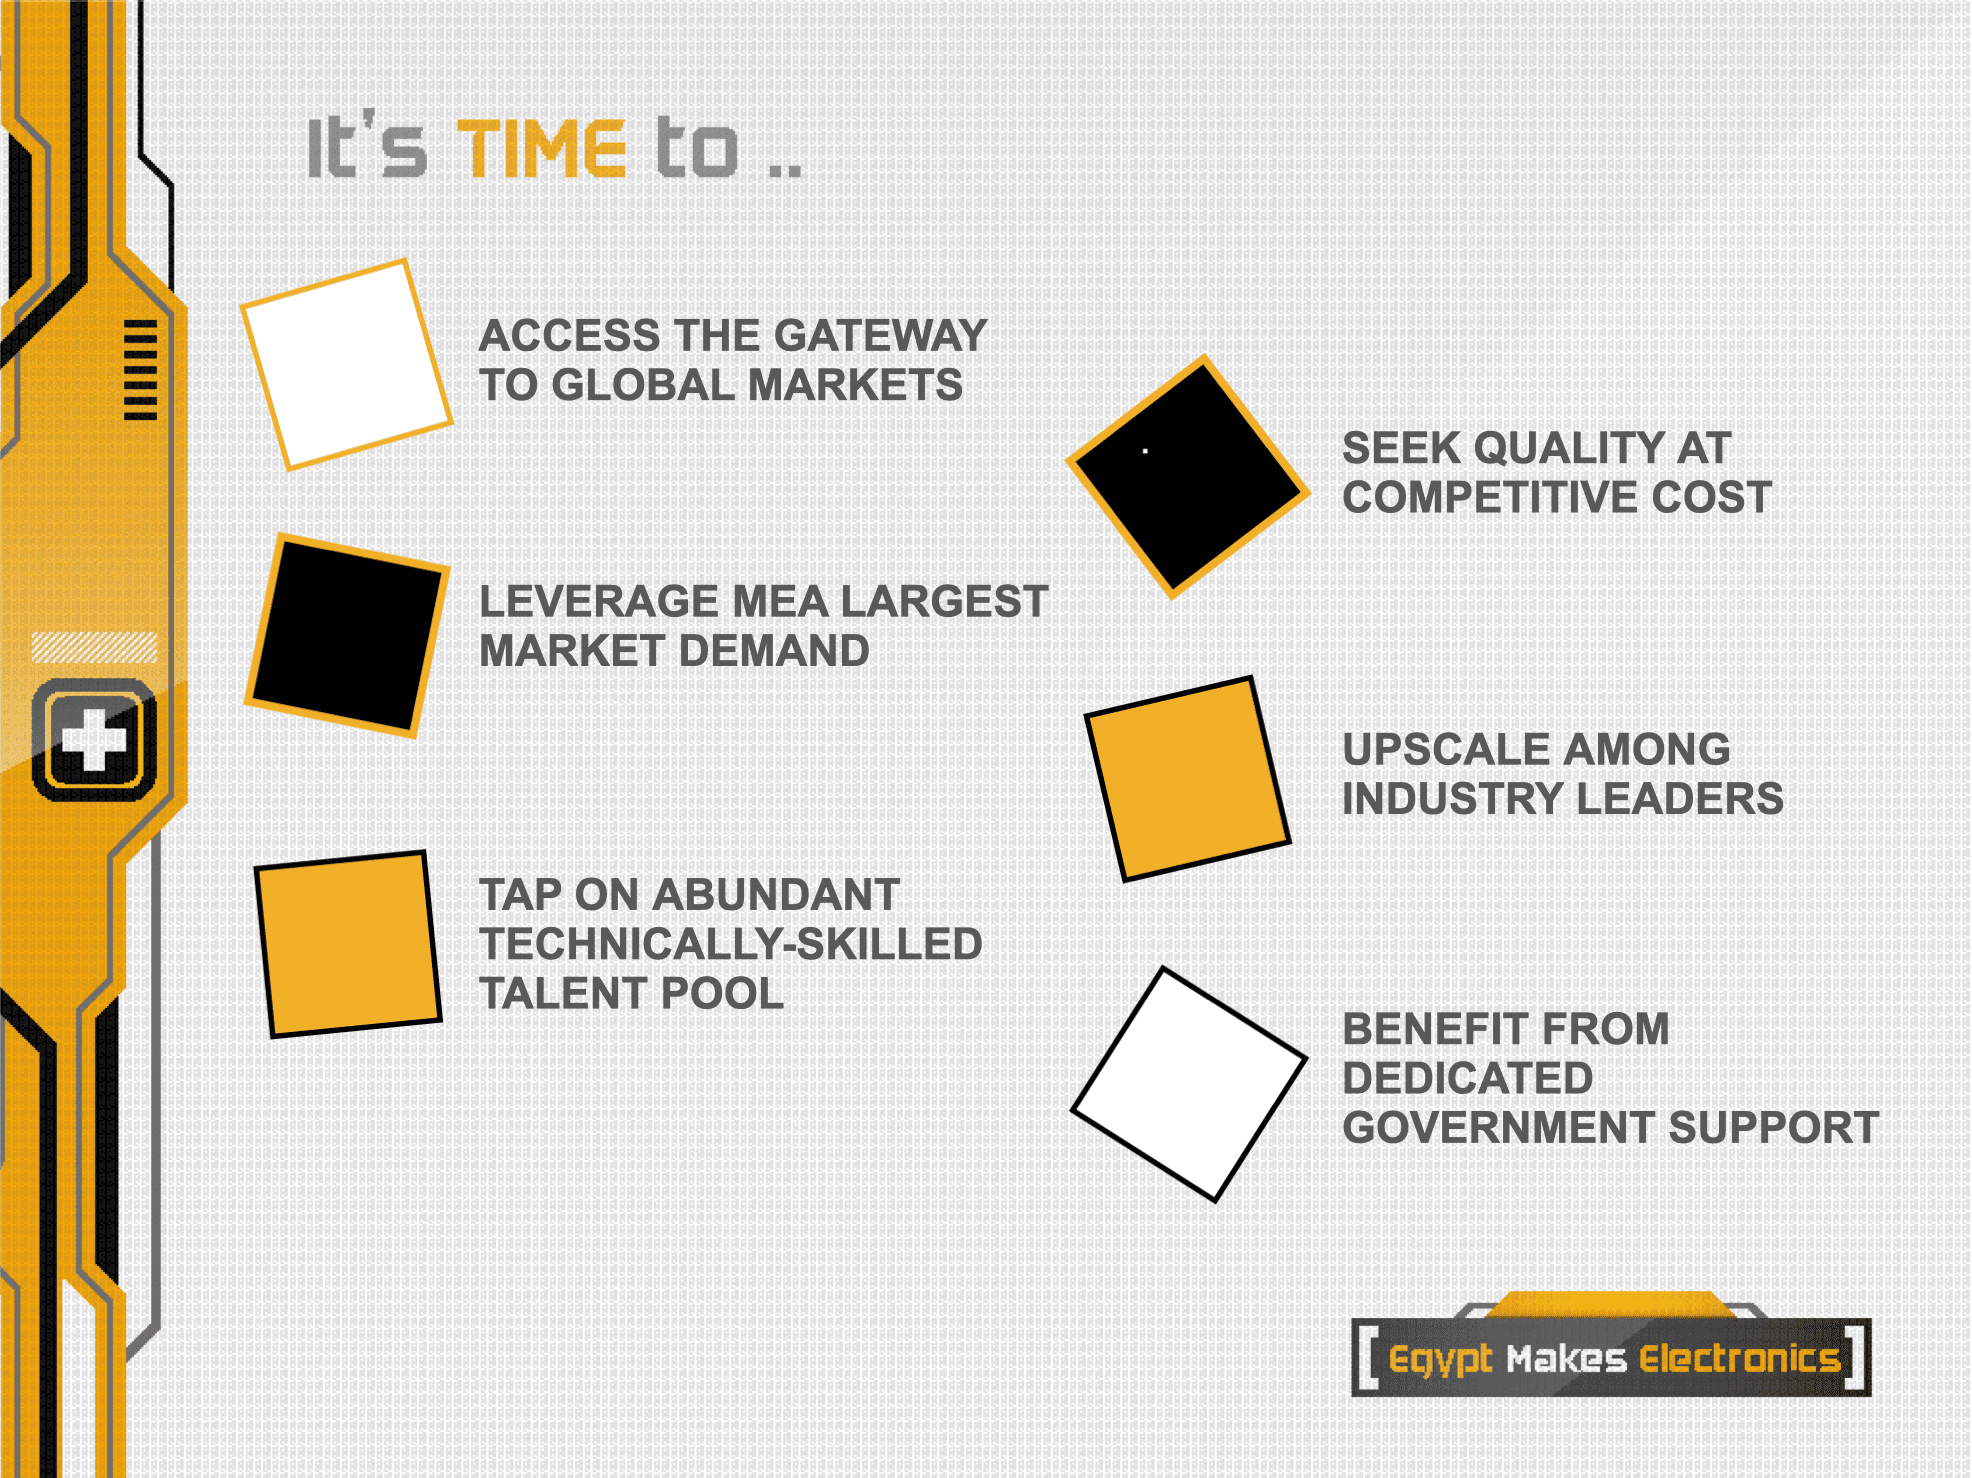 It's TIME to ..
ACCESS THE GATEWAY
TO GLOBAL MARKETS
LEVERAGE MEA LARGEST
MARKET DEMAND
TAP ON ABUNDANT
TECHNICALLY-SKILLED
TALENT POOL
SEEK QUALITY AT
COMPETITIVE COST
UPSCALE AMONG
INDUSTRY LEADERS
BENEFIT FROM
DEDICATED
GOVERNMENT SUPPORT
[Egypt Makes Electronics]